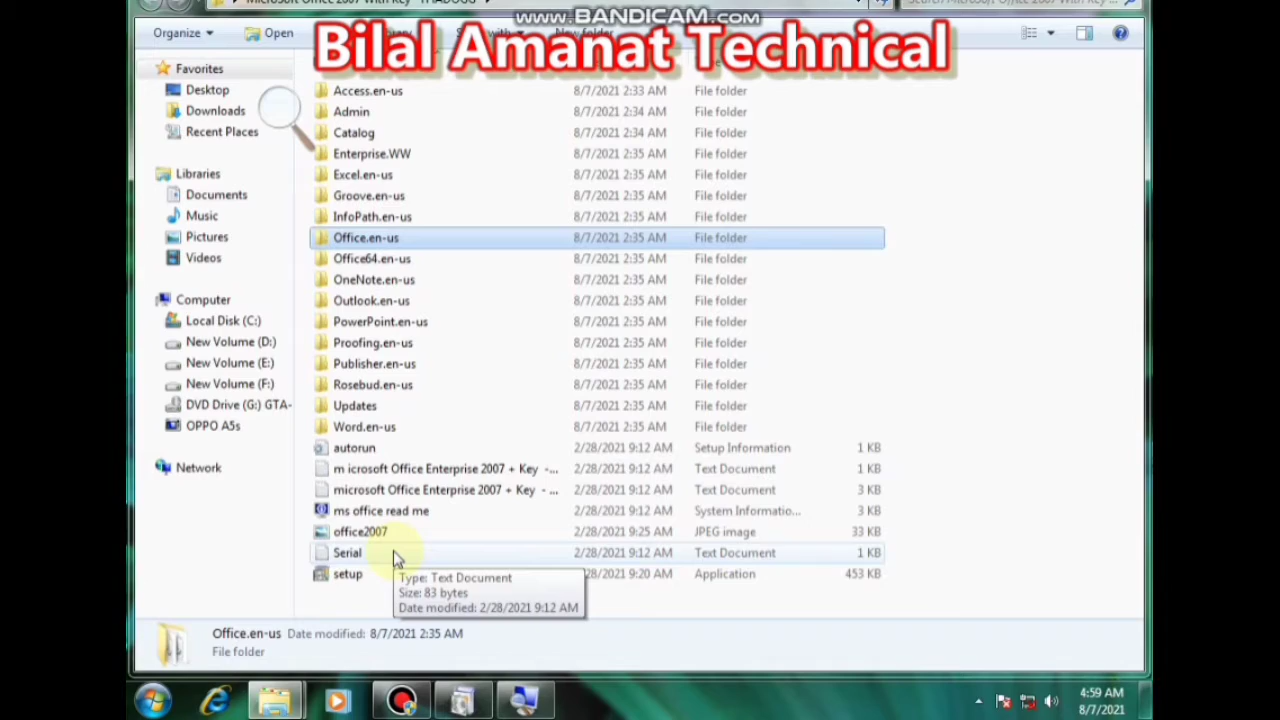 Microsoft Office 2007 With Key - THADOGG
www.BANDICAM.com
Organize
Open
New folder
Bilal Amanat Technical
Favorites
Desktop
Downloads
Recent Places
Libraries
Documents
Music
Pictures
Videos
Computer
Local Disk (C:)
New Volume (D:)
New Volume (E:)
New Volume (F:)
DVD Drive (G:) GTA-
OPPO A5s
Network
Access.en-us 8/7/2021 2:33 AM File folder
Admin 8/7/2021 2:34 AM File folder
Catalog 8/7/2021 2:34 AM File folder
Enterprise.WW 8/7/2021 2:35 AM File folder
Excel.en-us 8/7/2021 2:35 AM File folder
Groove.en-us 8/7/2021 2:35 AM File folder
InfoPath.en-us 8/7/2021 2:35 AM File folder
Office.en-us 8/7/2021 2:35 AM File folder
Office64.en-us 8/7/2021 2:35 AM File folder
OneNote.en-us 8/7/2021 2:35 AM File folder
Outlook.en-us 8/7/2021 2:35 AM File folder
PowerPoint.en-us 8/7/2021 2:35 AM File folder
Proofing.en-us 8/7/2021 2:35 AM File folder
Publisher.en-us 8/7/2021 2:35 AM File folder
Rosebud.en-us 8/7/2021 2:35 AM File folder
Updates 8/7/2021 2:35 AM File folder
Word.en-us 8/7/2021 2:35 AM File folder
autorun 2/28/2021 9:12 AM Setup Information 1 KB
m icrosoft Office Enterprise 2007 + Key -... 2/28/2021 9:12 AM Text Document 1 KB
microsoft Office Enterprise 2007 + Key - ... 2/28/2021 9:12 AM Text Document 3 KB
ms office read me 2/28/2021 9:12 AM System Informatio... 3 KB
office2007 2/28/2021 9:25 AM JPEG image 33 KB
Serial 2/28/2021 9:12 AM Text Document 1 KB
setup 28/2021 9:20 AM Application 453 KB
Type: Text Document
Size: 83 bytes
Date modified: 2/28/2021 9:12 AM
Office.en-us Date modified: 8/7/2021 2:35 AM
File folder
4:59 AM
8/7/2021